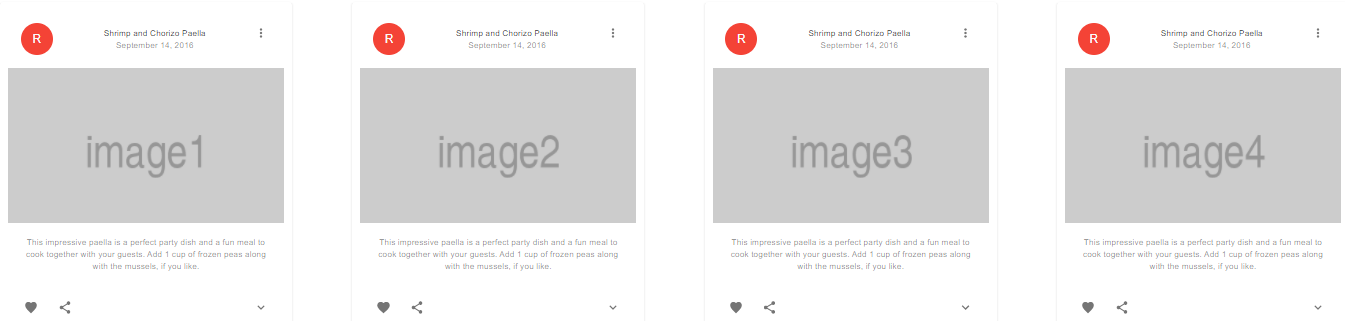 R
Shrimp and Chorizo Paella
September 14, 2016
image1
This impressive paella is a perfect party dish and a fun meal to
cook together with your guests. Add 1 cup of frozen peas along
with the mussels, if you like.
R
Shrimp and Chorizo Paella
September 14, 2016
image2
This impressive paella is a perfect party dish and a fun meal to
cook together with your guests. Add 1 cup of frozen peas along
with the mussels, if you like.
R
Shrimp and Chorizo Paella
September 14, 2016
image3
This impressive paella is a perfect party dish and a fun meal to
cook together with your guests. Add 1 cup of frozen peas along
with the mussels, if you like.
R
Shrimp and Chorizo Paella
September 14, 2016
image4
This impressive paella is a perfect party dish and a fun meal to
cook together with your guests. Add 1 cup of frozen peas along
with the mussels, if you like.